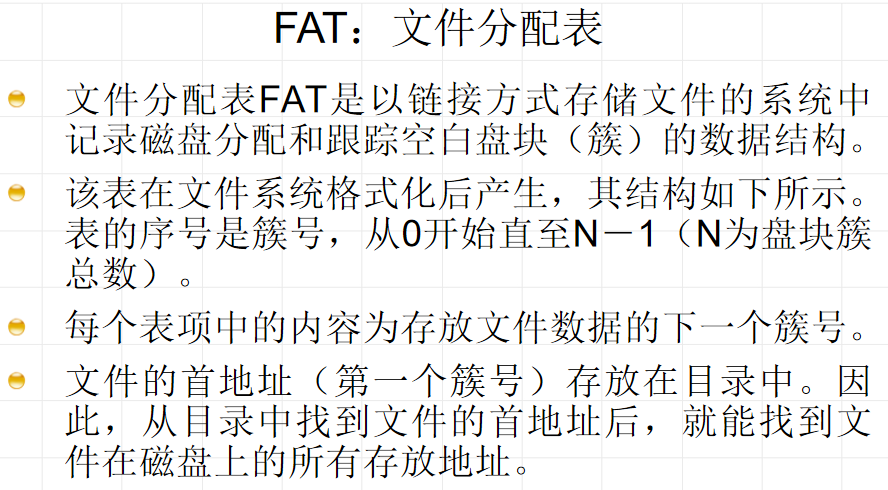 FAT：文件分配表
文件分配表FAT是以链接方式存储文件的系统中
记录磁盘分配和跟踪空白盘块（簇）的数据结构。
该表在文件系统格式化后产生，其结构如下所示。
表的序号是簇号，从0开始直至N－1（N为盘块簇
总数）。
每个表项中的内容为存放文件数据的下一个簇号。
文件的首地址（第一个簇号）存放在目录中。因
此，从目录中找到文件的首地址后，就能找到文
件在磁盘上的所有存放地址。